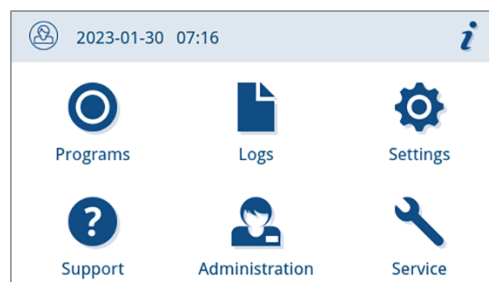 2023-01-30 07:16 i
Programs Logs Settings
?
Support Administration Service